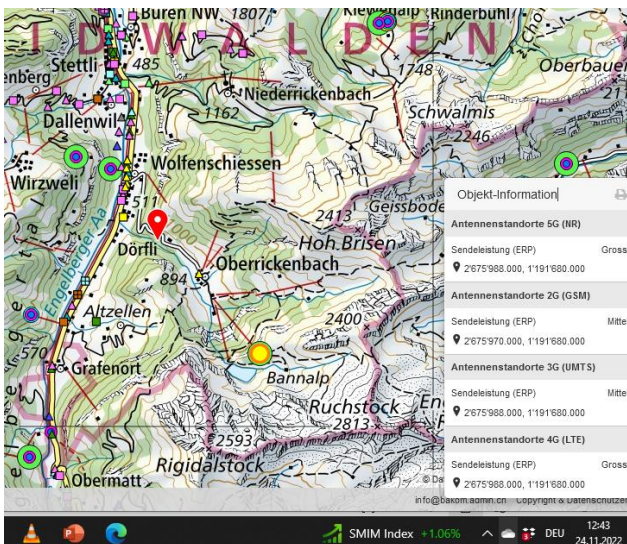 Büren NW
1807
Rinderbühl
NIDWALDEN
Stettli
485
1748
Oberbauen
enberg
Niederrickenbach
1162
Schwalmis
2246
Dallenwil
Wolfenschiessen
Wirzweli
511
Objekt-Information
2413
Geissbode
Antennenstandorte 5G (NR)
Hoh Brisen
Sendeleistung (ERP) Gross
Dörfli
Oberrickenbach
2'675'988.000, 1'191'680.000
Engelberger Aa
894
Antennenstandorte 2G (GSM)
Altzellen
2400
Sendeleistung (ERP) Mitte
2'675'970.000, 1'191'680.000
570
Grafenort
Antennenstandorte 3G (UMTS)
Bannalp
Sendeleistung (ERP) Mitte
Ruchstock
2813
2'675'988.000, 1'191'680.000
2593
Antennenstandorte 4G (LTE)
Rigidalstock
Sendeleistung (ERP) Gross
Obermatt
2'675'988.000, 1'191'680.000
info@bakom.admin.ch Copyright & Datenschutzer
SMIM Index +1.06% DEU 12:43
24.11.2022